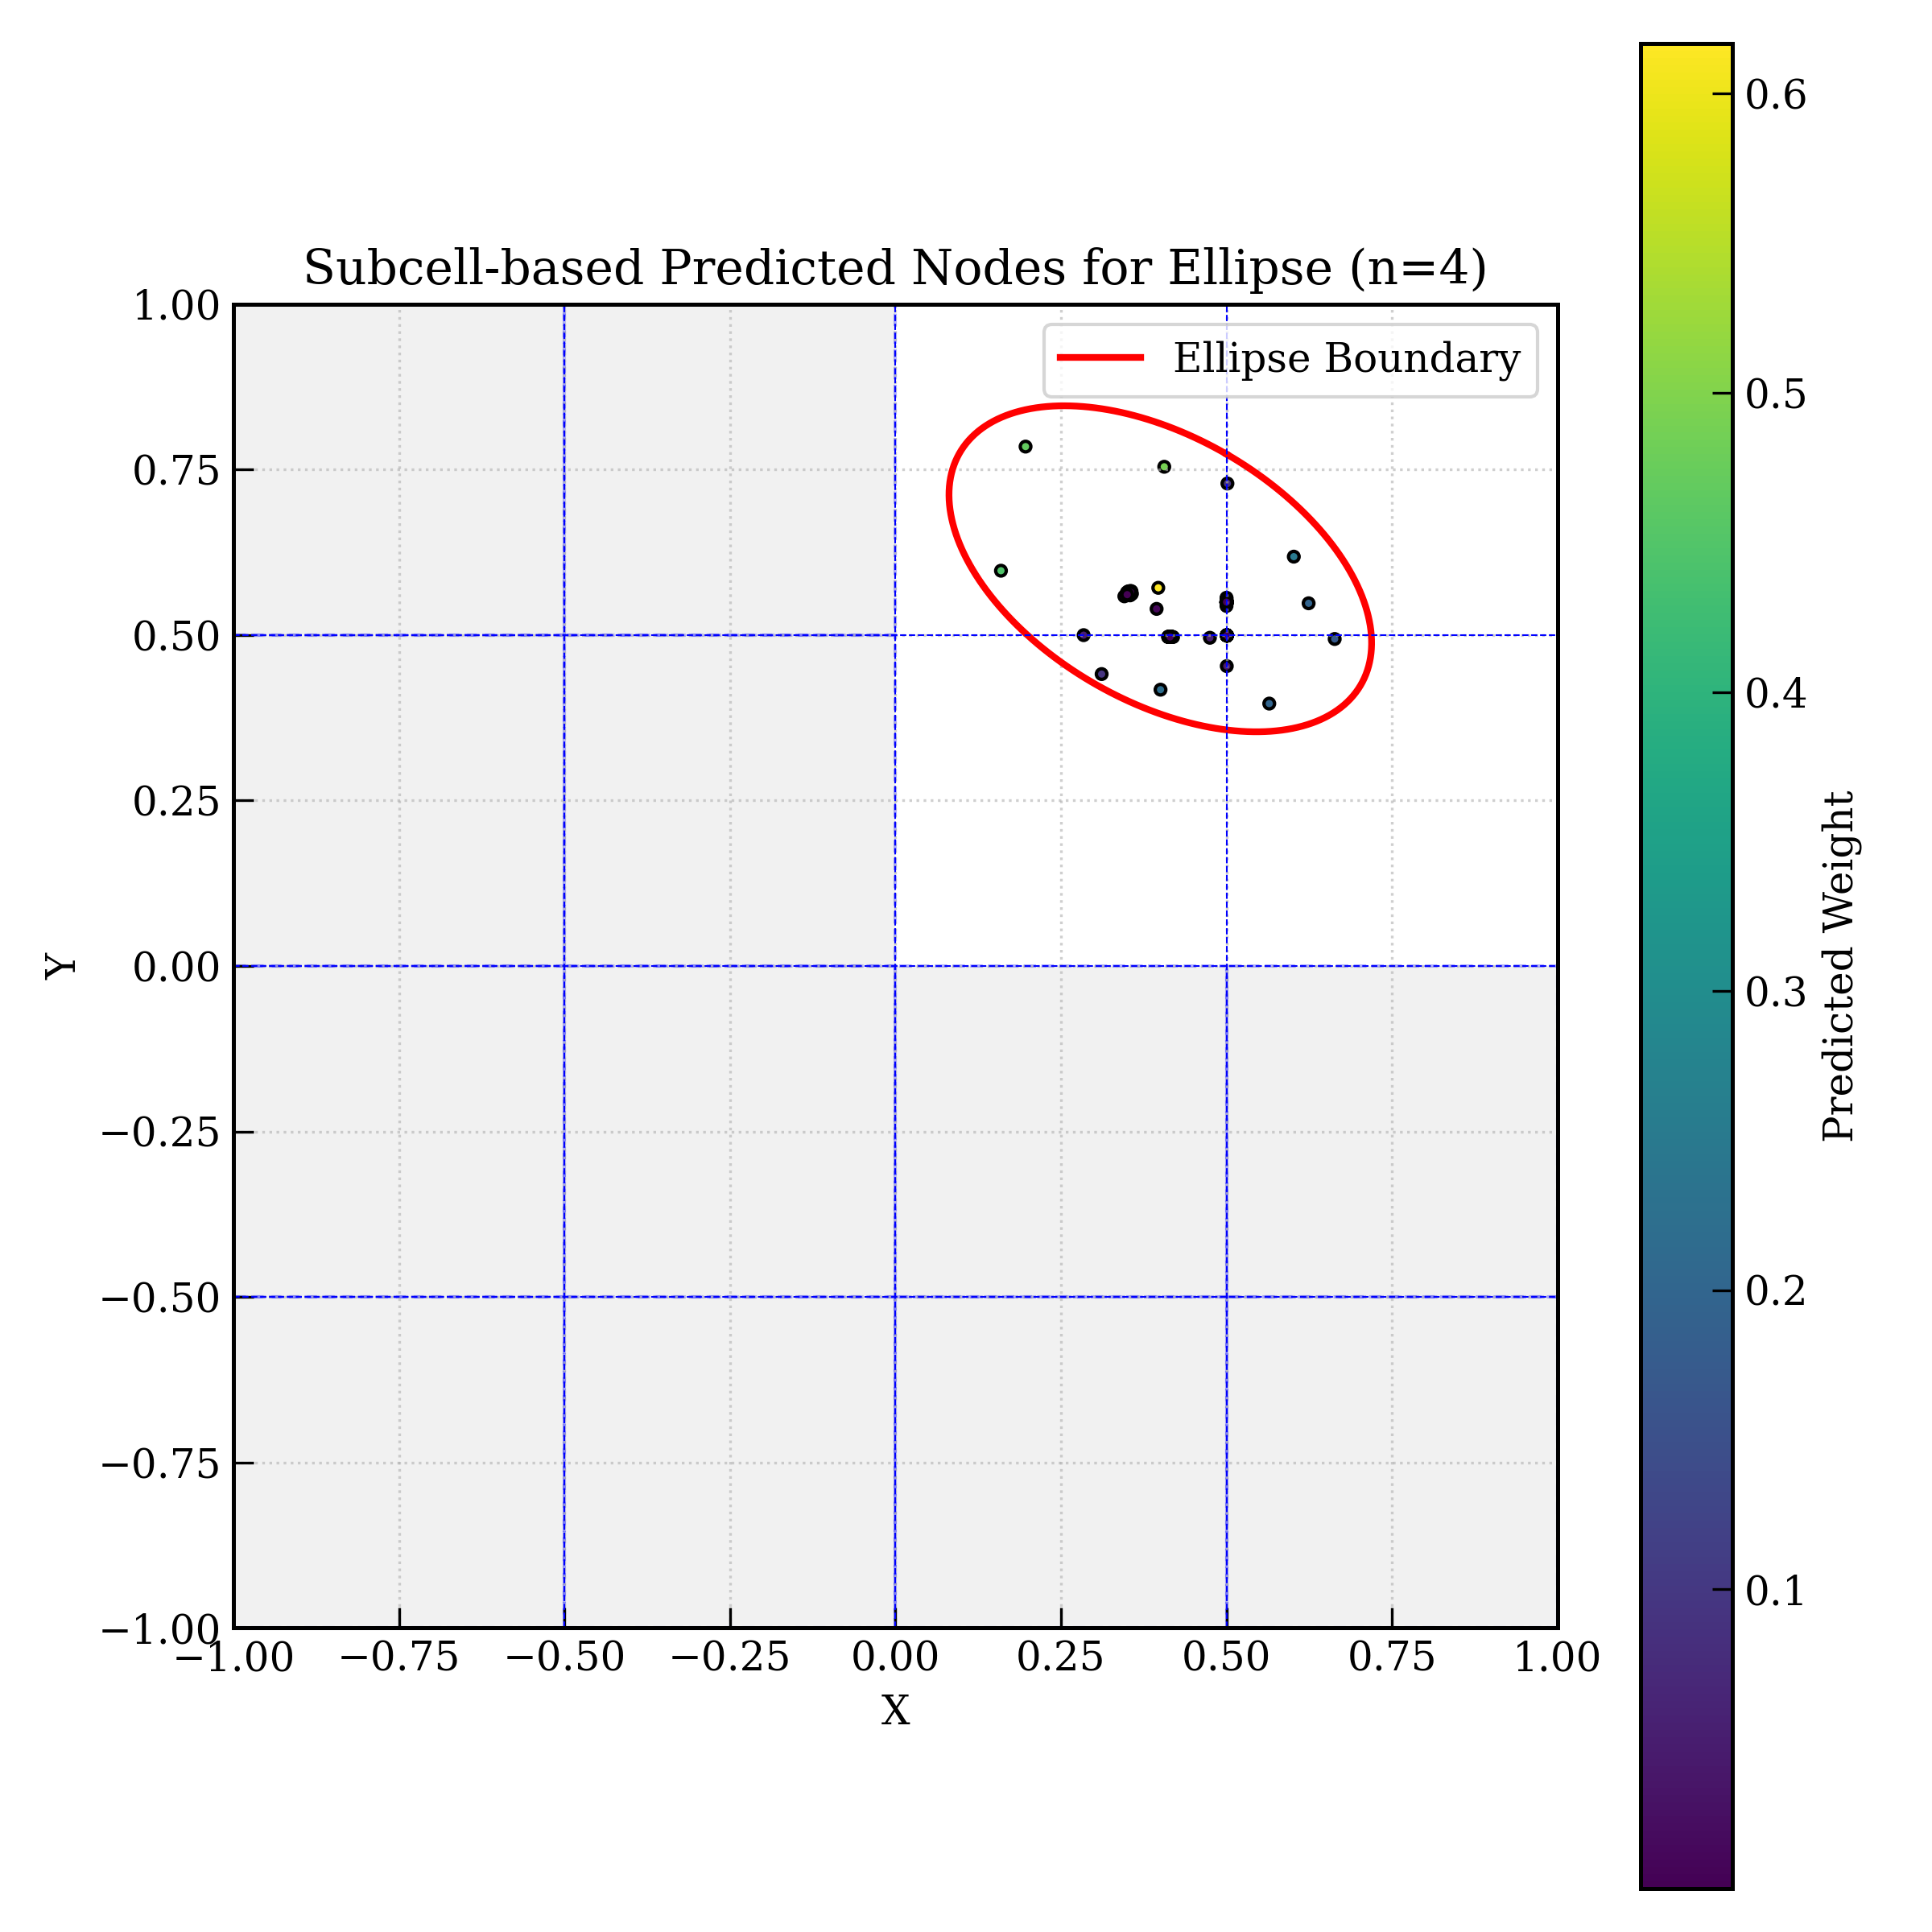 Subcell-based Predicted Nodes for Ellipse (n=4)
Ellipse Boundary
1.00
0.75
0.50
0.25
0.00
−0.25
−0.50
−0.75
−1.00
Y
−1.00 −0.75 −0.50 −0.25 0.00 0.25 0.50 0.75 1.00
X
0.6
0.5
0.4
0.3
0.2
0.1
Predicted Weight